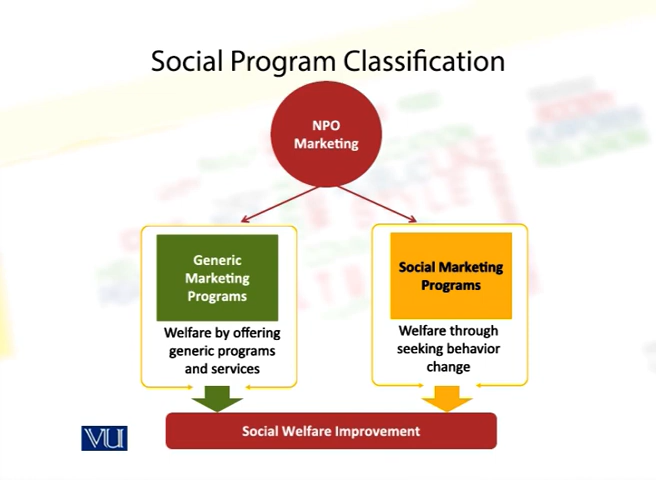 Social Program Classification
NPO
Marketing
Generic
Marketing
Programs
Welfare by offering
generic programs
and services
Social Marketing
Programs
Welfare through
seeking behavior
change
Social Welfare Improvement
VU